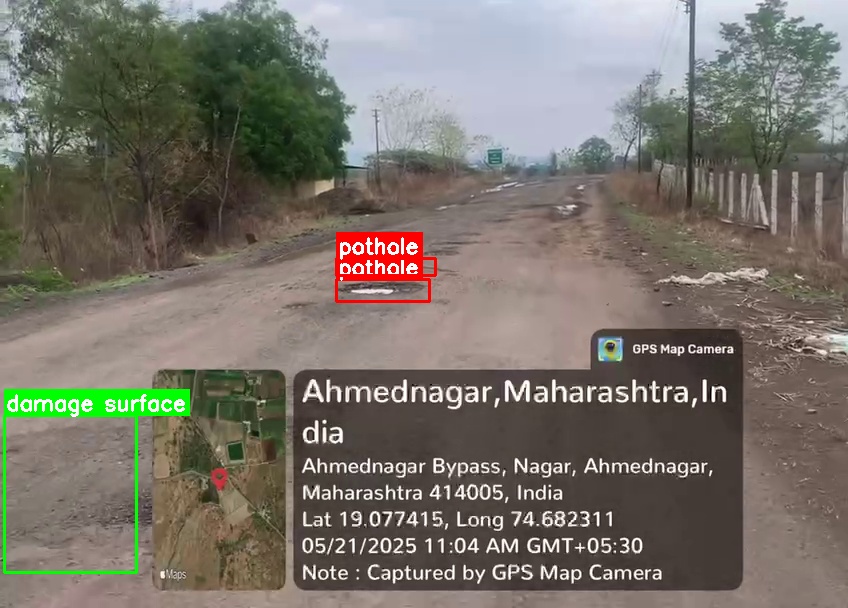 pothole
pothole
damage surface
GPS Map Camera
Ahmednagar,Maharashtra,In
dia
Ahmednagar Bypass, Nagar, Ahmednagar,
Maharashtra 414005, India
Lat 19.077415, Long 74.682311
05/21/2025 11:04 AM GMT+05:30
Note : Captured by GPS Map Camera
Maps